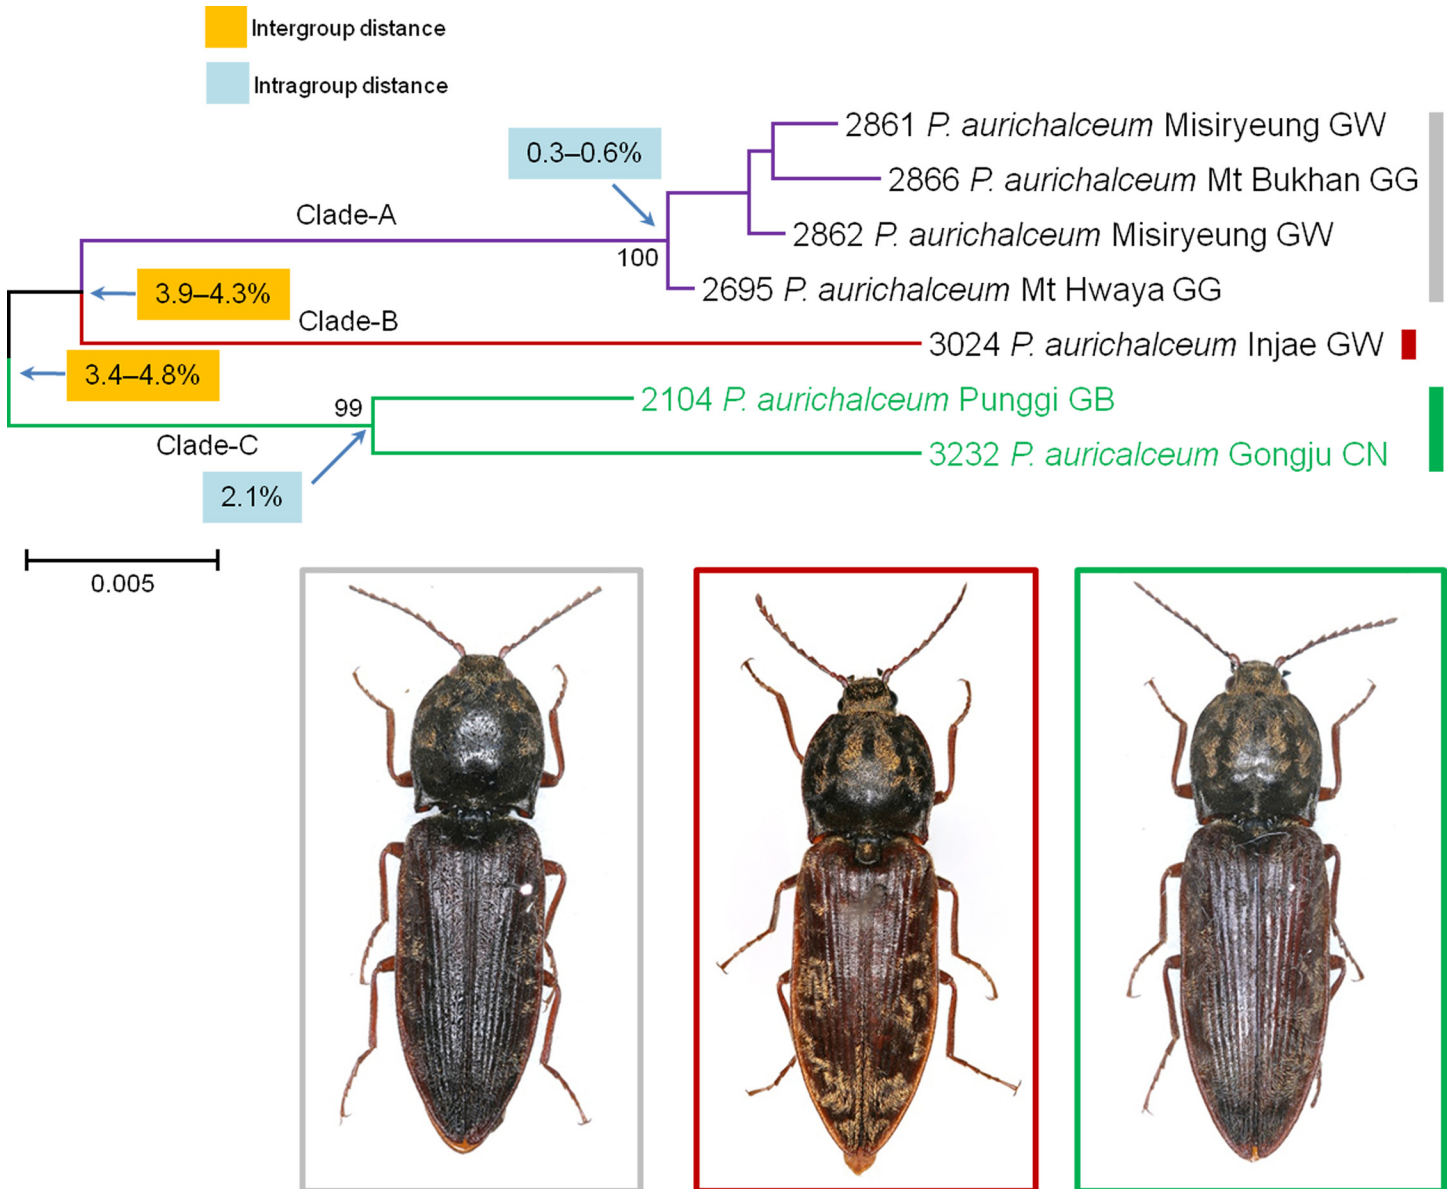 Intergroup distance
Intragroup distance
2861 P. aurichalceum Misiryeung GW
0.3–0.6%
2866 P. aurichalceum Mt Bukhan GG
Clade-A
2862 P. aurichalceum Misiryeung GW
100
2695 P. aurichalceum Mt Hwaya GG
3.9–4.3%
Clade-B
3024 P. aurichalceum Injae GW
3.4–4.8%
99
2104 P. aurichalceum Punggi GB
Clade-C
3232 P. auricalceum Gongju CN
2.1%
0.005